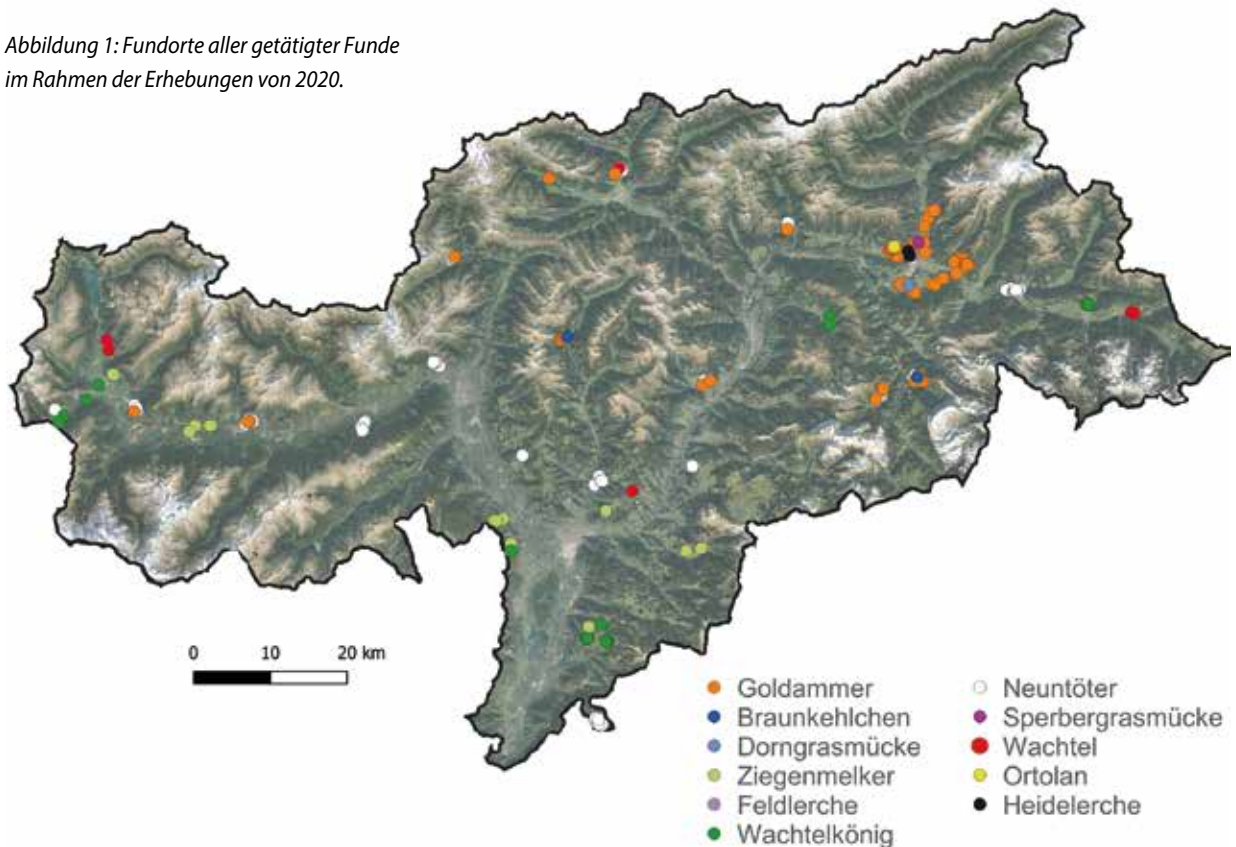 Abbildung 1: Fundorte aller getätigter Funde
im Rahmen der Erhebungen von 2020.
0 10 20 km
Goldammer
Braunkehlchen
Dorngrasmücke
Ziegenmelker
Feldlerche
Wachtelkönig
Neuntöter
Sperbergrasmücke
Wachtel
Ortolan
Heidelerche